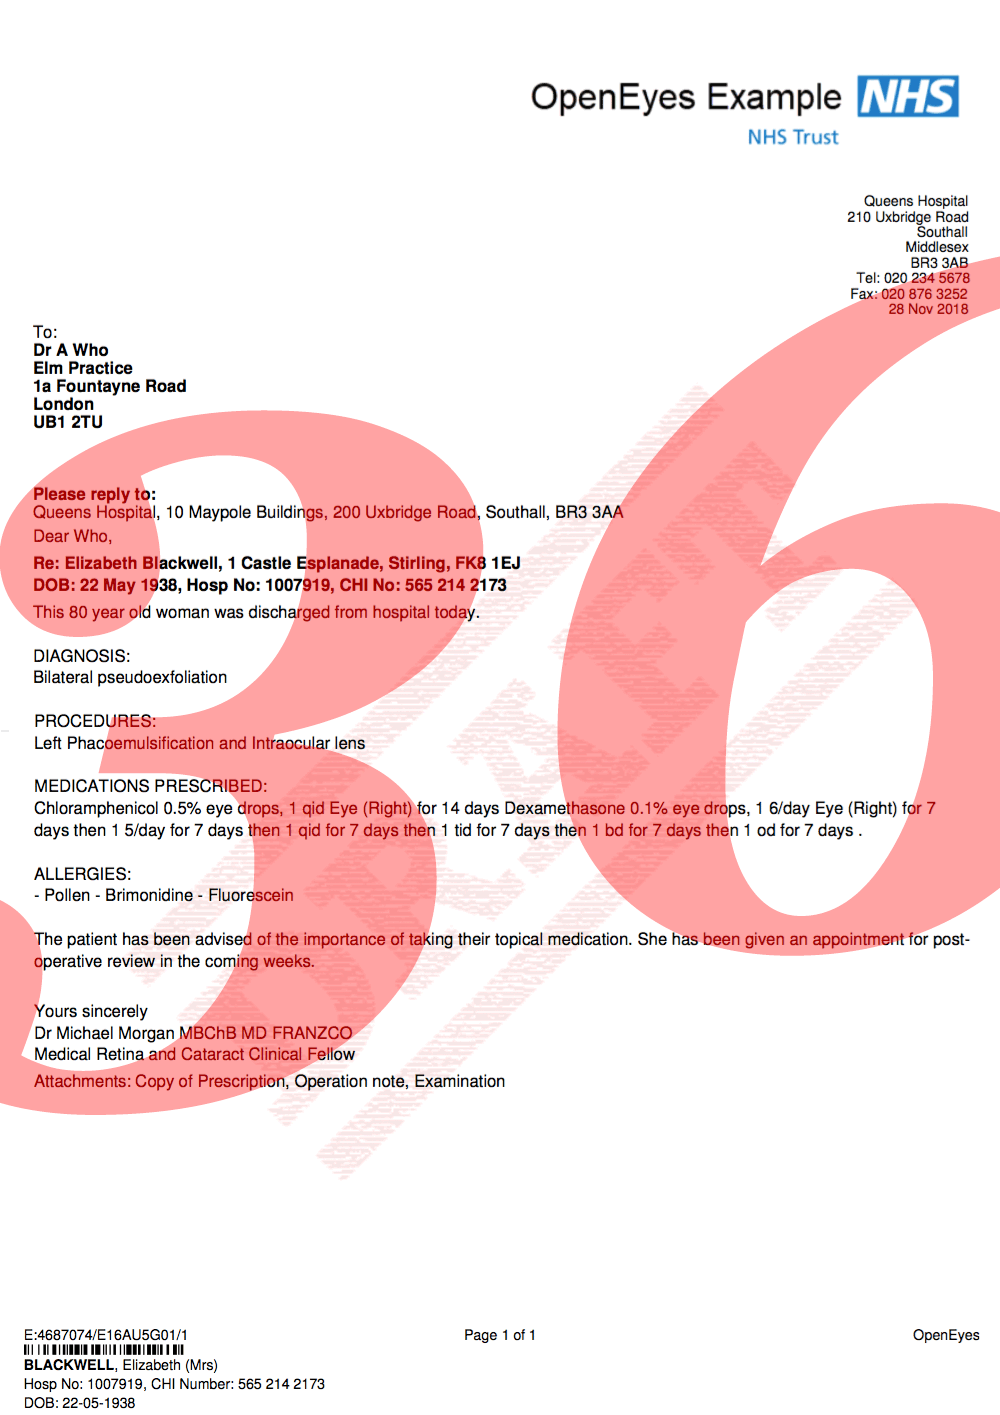 OpenEyes Example NHS
NHS Trust
Queens Hospital
210 Uxbridge Road
Southall
Middlesex
BR3 3AB
Tel: 020 234 5678
Fax: 020 876 3252
28 Nov 2018
To:
Dr A Who
Elm Practice
1a Fountayne Road
London
UB1 2TU
36
DRAFT
Please reply to:
Queens Hospital, 10 Maypole Buildings, 200 Uxbridge Road, Southall, BR3 3AA
Dear Who,
Re: Elizabeth Blackwell, 1 Castle Esplanade, Stirling, FK8 1EJ
DOB: 22 May 1938, Hosp No: 1007919, CHI No: 565 214 2173
This 80 year old woman was discharged from hospital today.
DIAGNOSIS:
Bilateral pseudoexfoliation
PROCEDURES:
Left Phacoemulsification and Intraocular lens
MEDICATIONS PRESCRIBED:
Chloramphenicol 0.5% eye drops, 1 qid Eye (Right) for 14 days Dexamethasone 0.1% eye drops, 1 6/day Eye (Right) for 7
days then 1 5/day for 7 days then 1 qid for 7 days then 1 tid for 7 days then 1 bd for 7 days then 1 od for 7 days .
ALLERGIES:
- Pollen - Brimonidine - Fluorescein
The patient has been advised of the importance of taking their topical medication. She has been given an appointment for post-
operative review in the coming weeks.
Yours sincerely
Dr Michael Morgan MBChB MD FRANZCO
Medical Retina and Cataract Clinical Fellow
Attachments: Copy of Prescription, Operation note, Examination
E:4687074/E16AU5G01/1 Page 1 of 1 OpenEyes
BLACKWELL, Elizabeth (Mrs)
Hosp No: 1007919, CHI Number: 565 214 2173
DOB: 22-05-1938